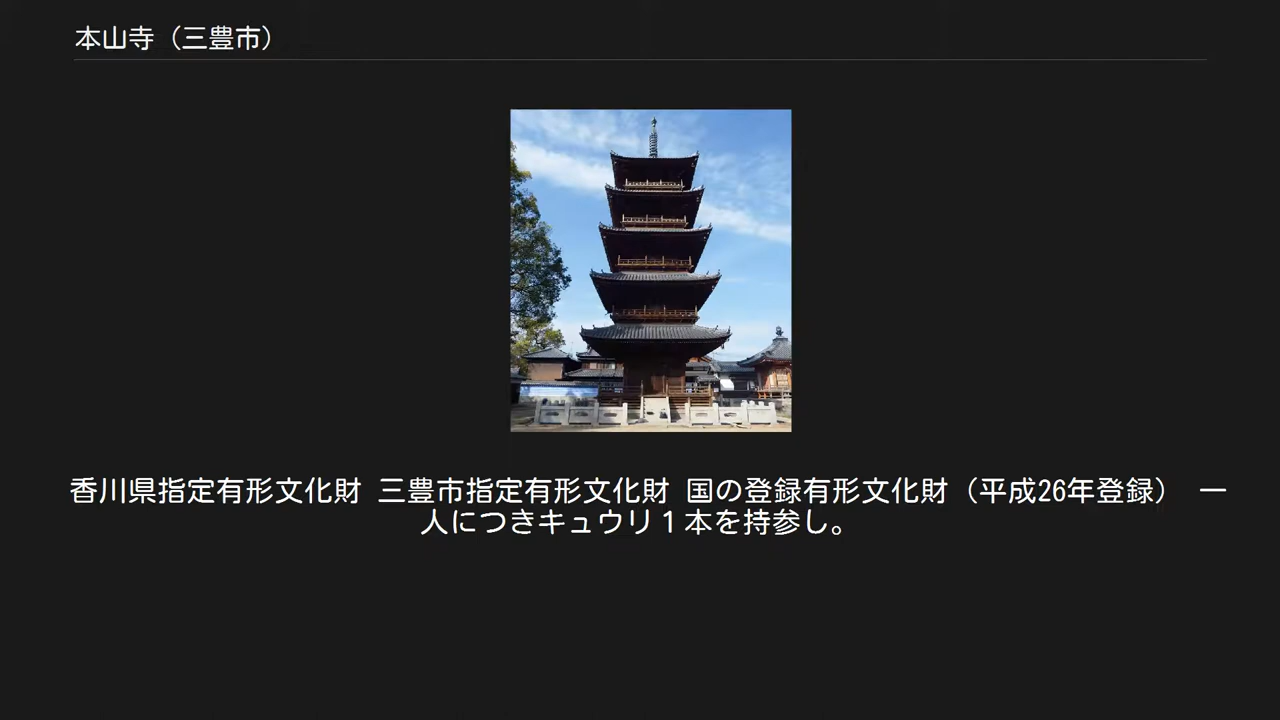 本山寺（三豊市）
香川県指定有形文化財 三豊市指定有形文化財 国の登録有形文化財（平成26年登録） 一
人につきキュウリ１本を持参し。